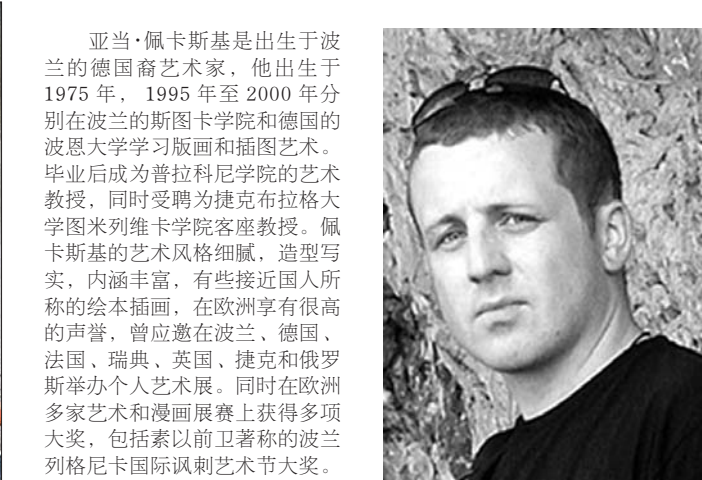 亚当·佩卡斯基是出生于波
兰的德国裔艺术家，他出生于
1975 年， 1995 年至 2000 年分
别在波兰的斯图卡学院和德国的
波恩大学学习版画和插图艺术。
毕业后成为普拉科尼学院的艺术
教授，同时受聘为捷克布拉格大
学图米列维卡学院客座教授。佩
卡斯基的艺术风格细腻，造型写
实，内涵丰富，有些接近国人所
称的绘本插画，在欧洲享有很高
的声誉，曾应邀在波兰、德国、
法国、瑞典、英国、捷克和俄罗
斯举办个人艺术展。同时在欧洲
多家艺术和漫画展赛上获得多项
大奖，包括素以前卫著称的波兰
列格尼卡国际讽刺艺术节大奖。